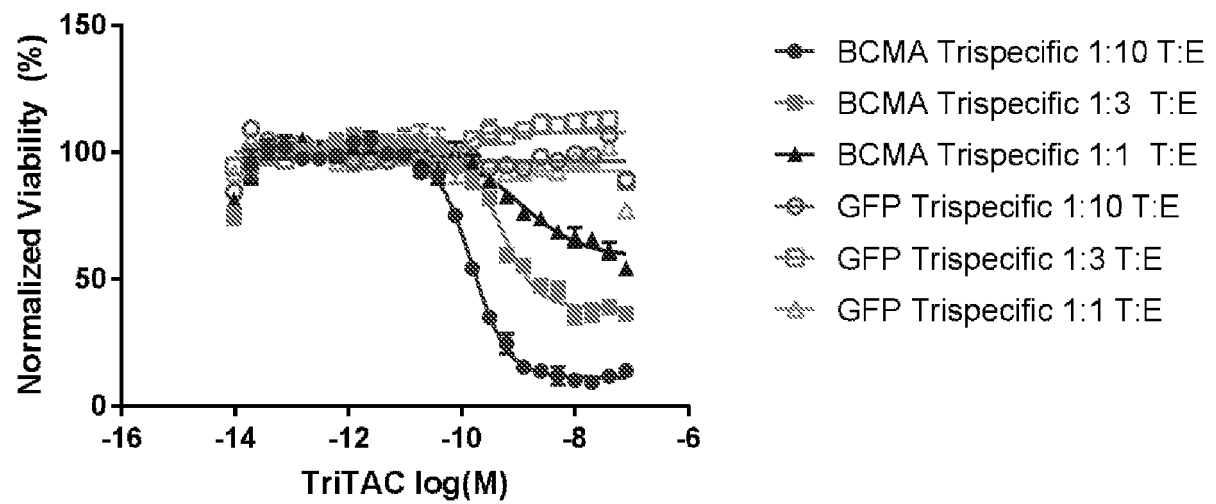 150
100
50
0
Normalized Viability (%)
-16 -14 -12 -10 -8 -6
TriTAC log(M)
BCMA Trispecific 1:10 T:E
BCMA Trispecific 1:3 T:E
BCMA Trispecific 1:1 T:E
GFP Trispecific 1:10 T:E
GFP Trispecific 1:3 T:E
GFP Trispecific 1:1 T:E